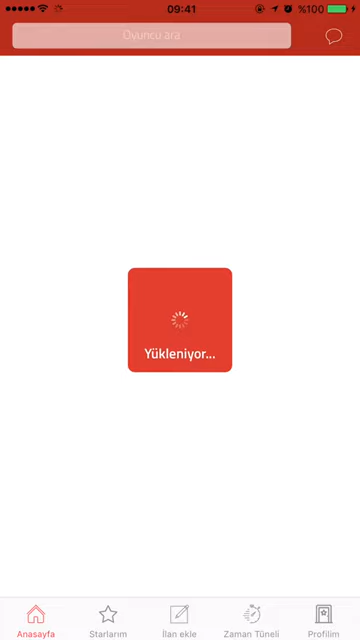 09:41
%100
Oyuncu ara
Yükleniyor...
Anasayfa
Starlarım
İlan ekle
Zaman Tüneli
Profilim